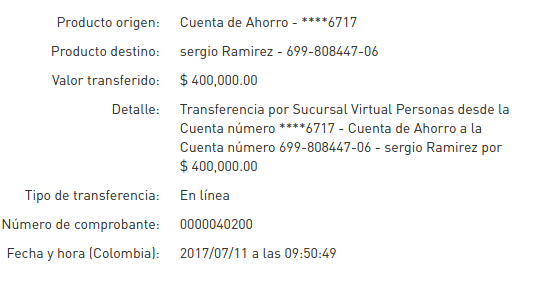 Producto origen: Cuenta de Ahorro - ****6717
Producto destino: sergio Ramirez - 699-808447-06
Valor transferido: $ 400,000.00
Detalle: Transferencia por Sucursal Virtual Personas desde la
Cuenta número ****6717 - Cuenta de Ahorro a la
Cuenta número 699-808447-06 - sergio Ramirez por
$ 400,000.00
Tipo de transferencia: En línea
Número de comprobante: 0000040200
Fecha y hora (Colombia): 2017/07/11 a las 09:50:49